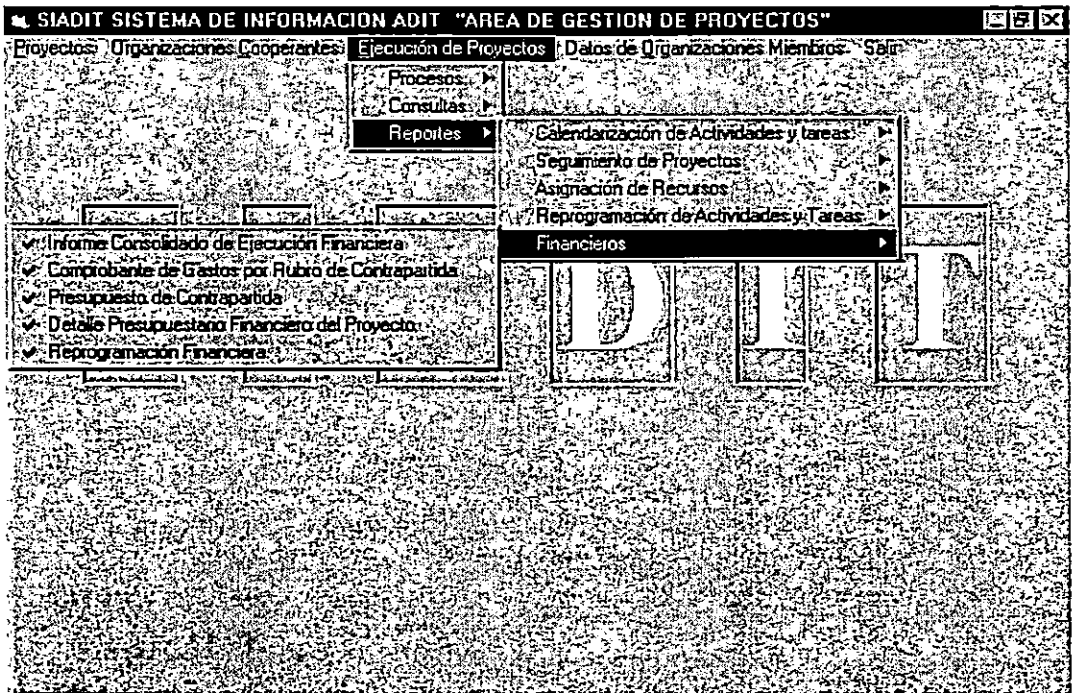 SIADIT SISTEMA DE INFORMACION ADIT "AREA DE GESTION DE PROYECTOS"
Proyectos Organizaciones Cooperantes Ejecución de Proyectos Datos de Organizaciones Miembros Salir
Procesos
Consultas
Reportes
Calendarización de Actividades y tareas
Seguimiento de Proyectos
Asignación de Recursos
Reprogramación de Actividades y Tareas
Financieros
Informe Consolidado de Ejecución Financiera
Comprobante de Gastos por Rubro de Contrapartida
Presupuesto de Contrapartida
Detalle Presupuestario Financiero del Proyecto
Reprogramación Financiera
D I T